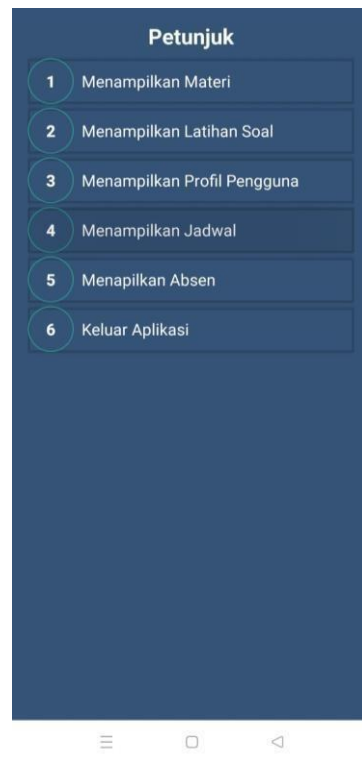 Petunjuk
1 Menampilkan Materi
2 Menampilkan Latihan Soal
3 Menampilkan Profil Pengguna
4 Menampilkan Jadwal
5 Menapilkan Absen
6 Keluar Aplikasi